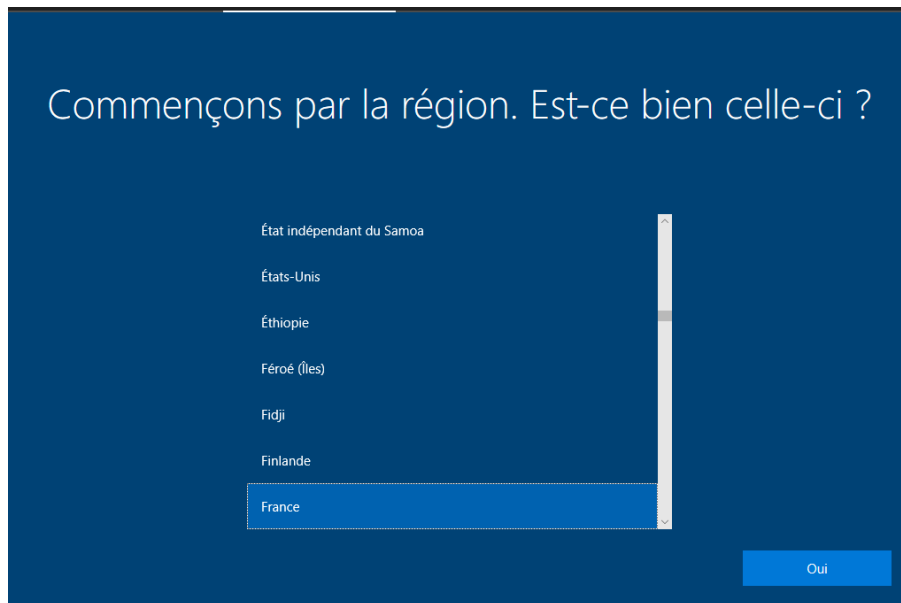 Commençons par la région. Est-ce bien celle-ci ?
État indépendant du Samoa
États-Unis
Éthiopie
Féroé (Îles)
Fidji
Finlande
France
Oui